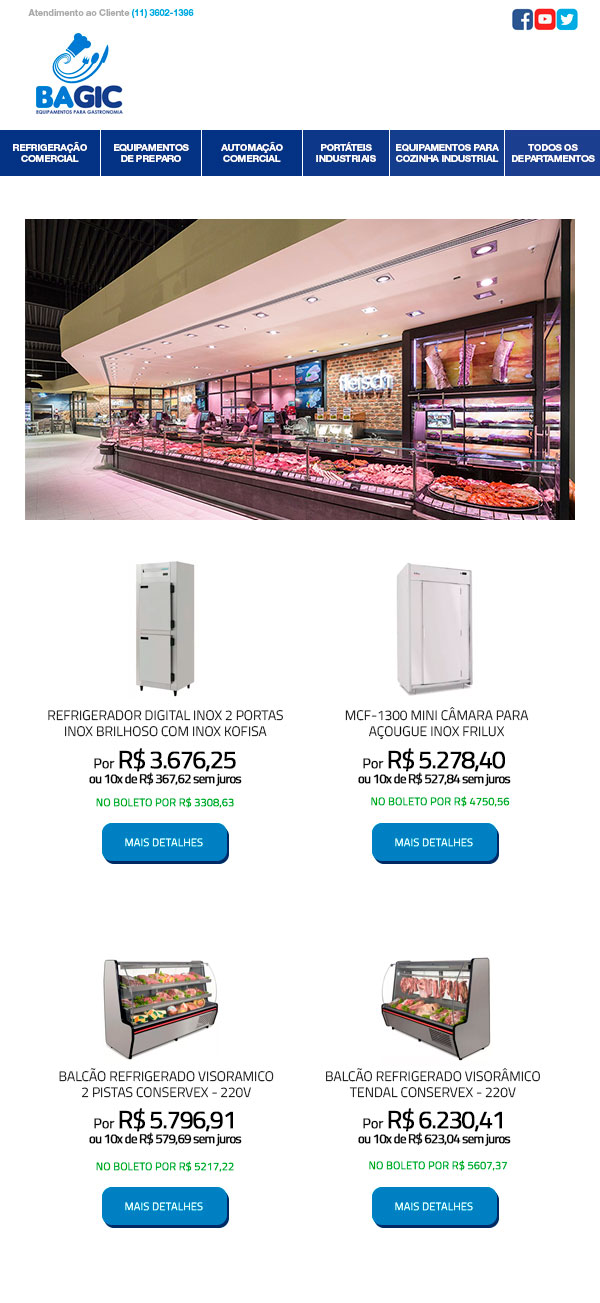 Atendimento ao Cliente (11) 3602-1396
BAGIC
EQUIPAMENTOS PARA GASTRONOMIA
REFRIGERAÇÃO
COMERCIAL
EQUIPAMENTOS
DE PREPARO
AUTOMAÇÃO
COMERCIAL
PORTÁTEIS
INDUSTRIAIS
EQUIPAMENTOS PARA
COZINHA INDUSTRIAL
TODOS OS
DEPARTAMENTOS
fleisch
REFRIGERADOR DIGITAL INOX 2 PORTAS
INOX BRILHOSO COM INOX KOFISA
Por R$ 3.676,25
ou 10x de R$ 367,62 sem juros
NO BOLETO POR R$ 3308,63
MAIS DETALHES
MCF-1300 MINI CÂMARA PARA
AÇOUGUE INOX FRILUX
Por R$ 5.278,40
ou 10x de R$ 527,84 sem juros
NO BOLETO POR R$ 4750,56
MAIS DETALHES
BALCÃO REFRIGERADO VISORAMICO
2 PISTAS CONSERVEX - 220V
Por R$ 5.796,91
ou 10x de R$ 579,69 sem juros
NO BOLETO POR R$ 5217,22
MAIS DETALHES
BALCÃO REFRIGERADO VISORÂMICO
TENDAL CONSERVEX - 220V
Por R$ 6.230,41
ou 10x de R$ 623,04 sem juros
NO BOLETO POR R$ 5607,37
MAIS DETALHES